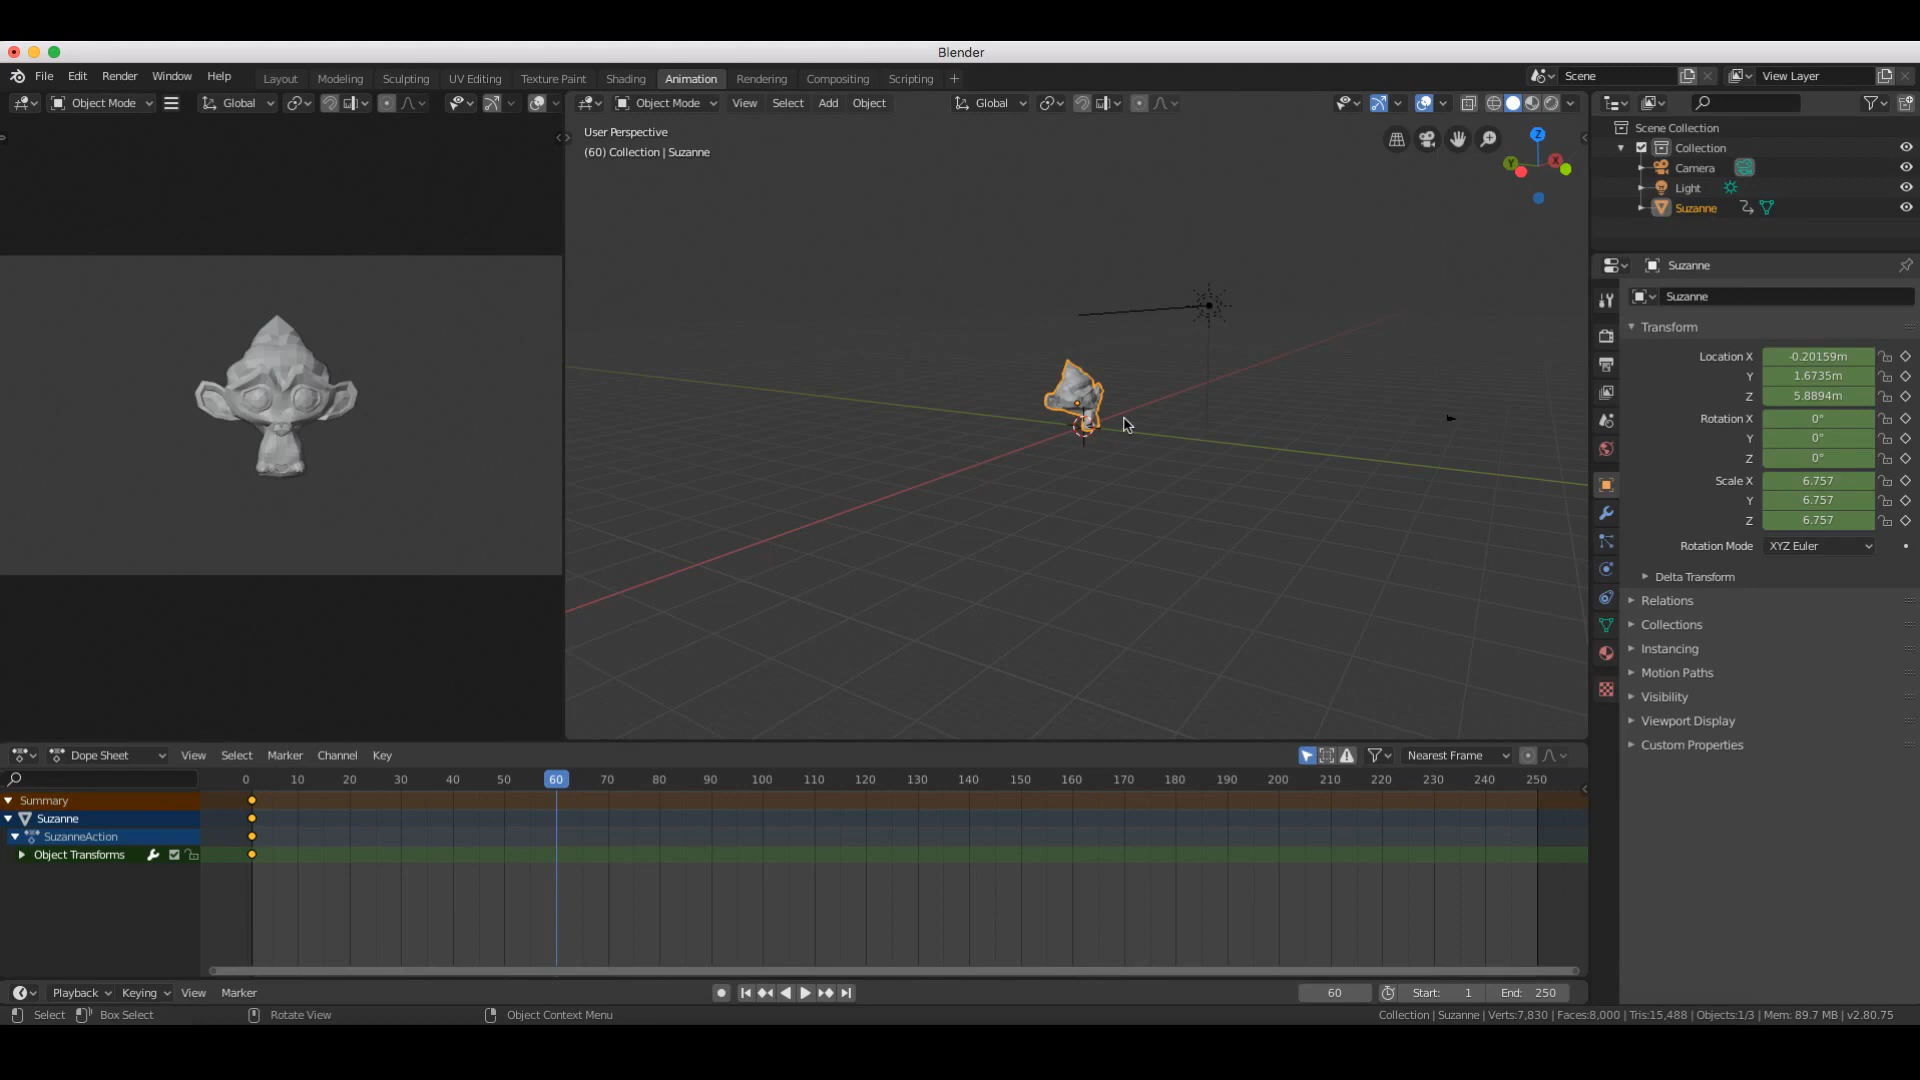 Blender
File Edit Render Window Help Layout Modeling Sculpting UV Editing Texture Paint Shading Animation Rendering Compositing Scripting + Scene View Layer
Object Mode Global Object Mode View Select Add Object Global
User Perspective
(60) Collection | Suzanne
Z
Y X
Scene Collection
Collection
Camera
Light
Suzanne
Suzanne
Suzanne
Transform
Location X -0.20159m
Y 1.6735m
Z 5.8894m
Rotation X 0°
Y 0°
Z 0°
Scale X 6.757
Y 6.757
Z 6.757
Rotation Mode XYZ Euler
Delta Transform
Relations
Collections
Instancing
Motion Paths
Visibility
Viewport Display
Custom Properties
Dope Sheet View Select Marker Channel Key Nearest Frame
0 10 20 30 40 50 60 70 80 90 100 110 120 130 140 150 160 170 180 190 200 210 220 230 240 250
Summary
Suzanne
SuzanneAction
Object Transforms
Playback Keying View Marker 60 Start: 1 End: 250
Select Box Select Rotate View Object Context Menu Collection | Suzanne | Verts:7,830 | Faces:8,000 | Tris:15,488 | Objects:1/3 | Mem: 89.7 MB | v2.80.75